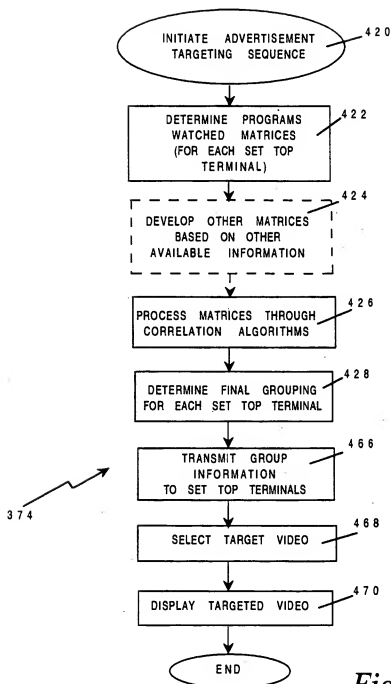 INITIATE ADVERTISEMENT
TARGETING SEQUENCE
420
DETERMINE PROGRAMS
WATCHED MATRICES
(FOR EACH SET TOP
TERMINAL)
422
424
DEVELOP OTHER MATRICES
BASED ON OTHER
AVAILABLE INFORMATION
PROCESS MATRICES THROUGH
CORRELATION ALGORITHMS
426
DETERMINE FINAL GROUPING
FOR EACH SET TOP TERMINAL
428
TRANSMIT GROUP
INFORMATION
TO SET TOP TERMINALS
466
374
SELECT TARGET VIDEO
468
DISPLAY TARGETED VIDEO
470
END